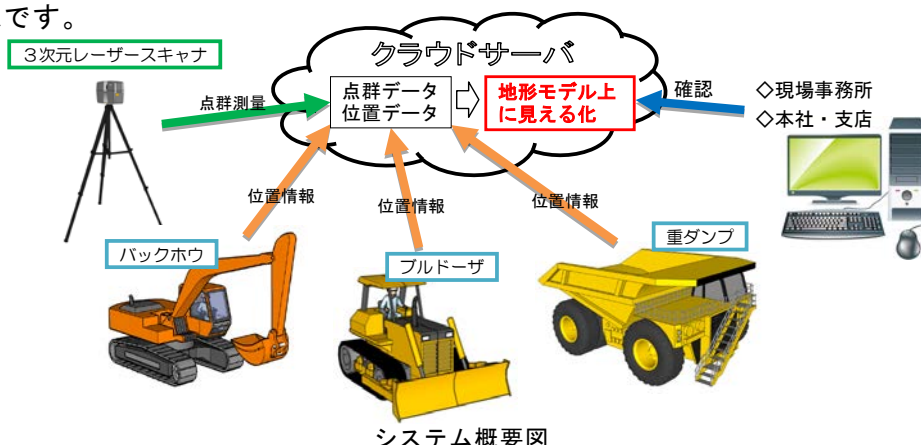 です。
3次元レーザースキャナ
クラウドサーバ
点群測量
点群データ
位置データ
地形モデル上
に見える化
確認
◇現場事務所
◇本社・支店
位置情報
位置情報
位置情報
バックホウ
ブルドーザ
重ダンプ
システム概要図